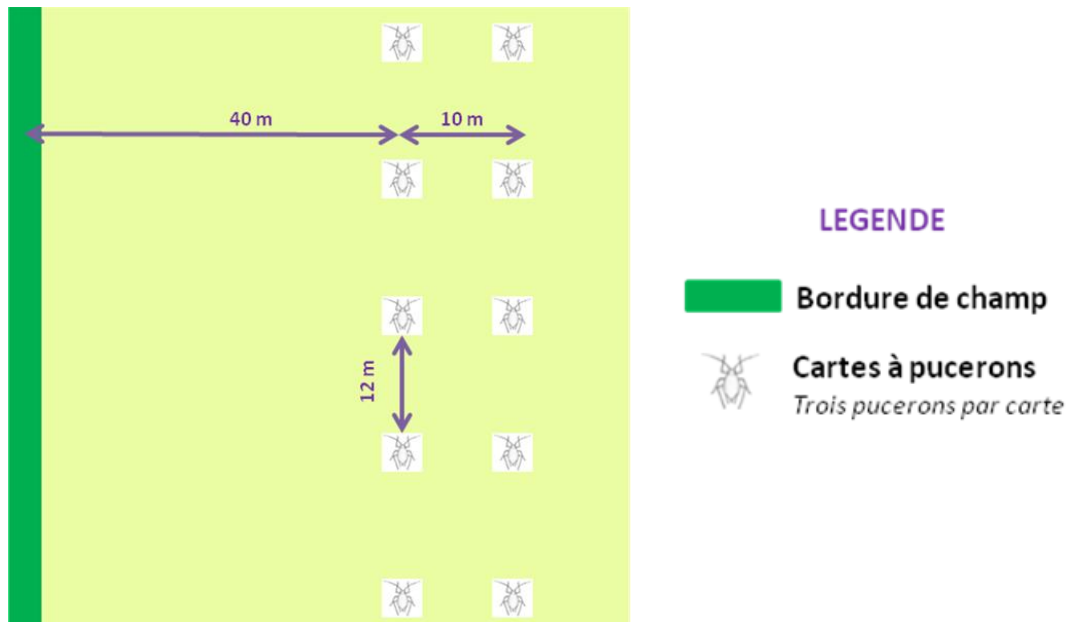 40 m
10 m
12 m
LEGENDE
Bordure de champ
Cartes à pucerons
Trois pucerons par carte